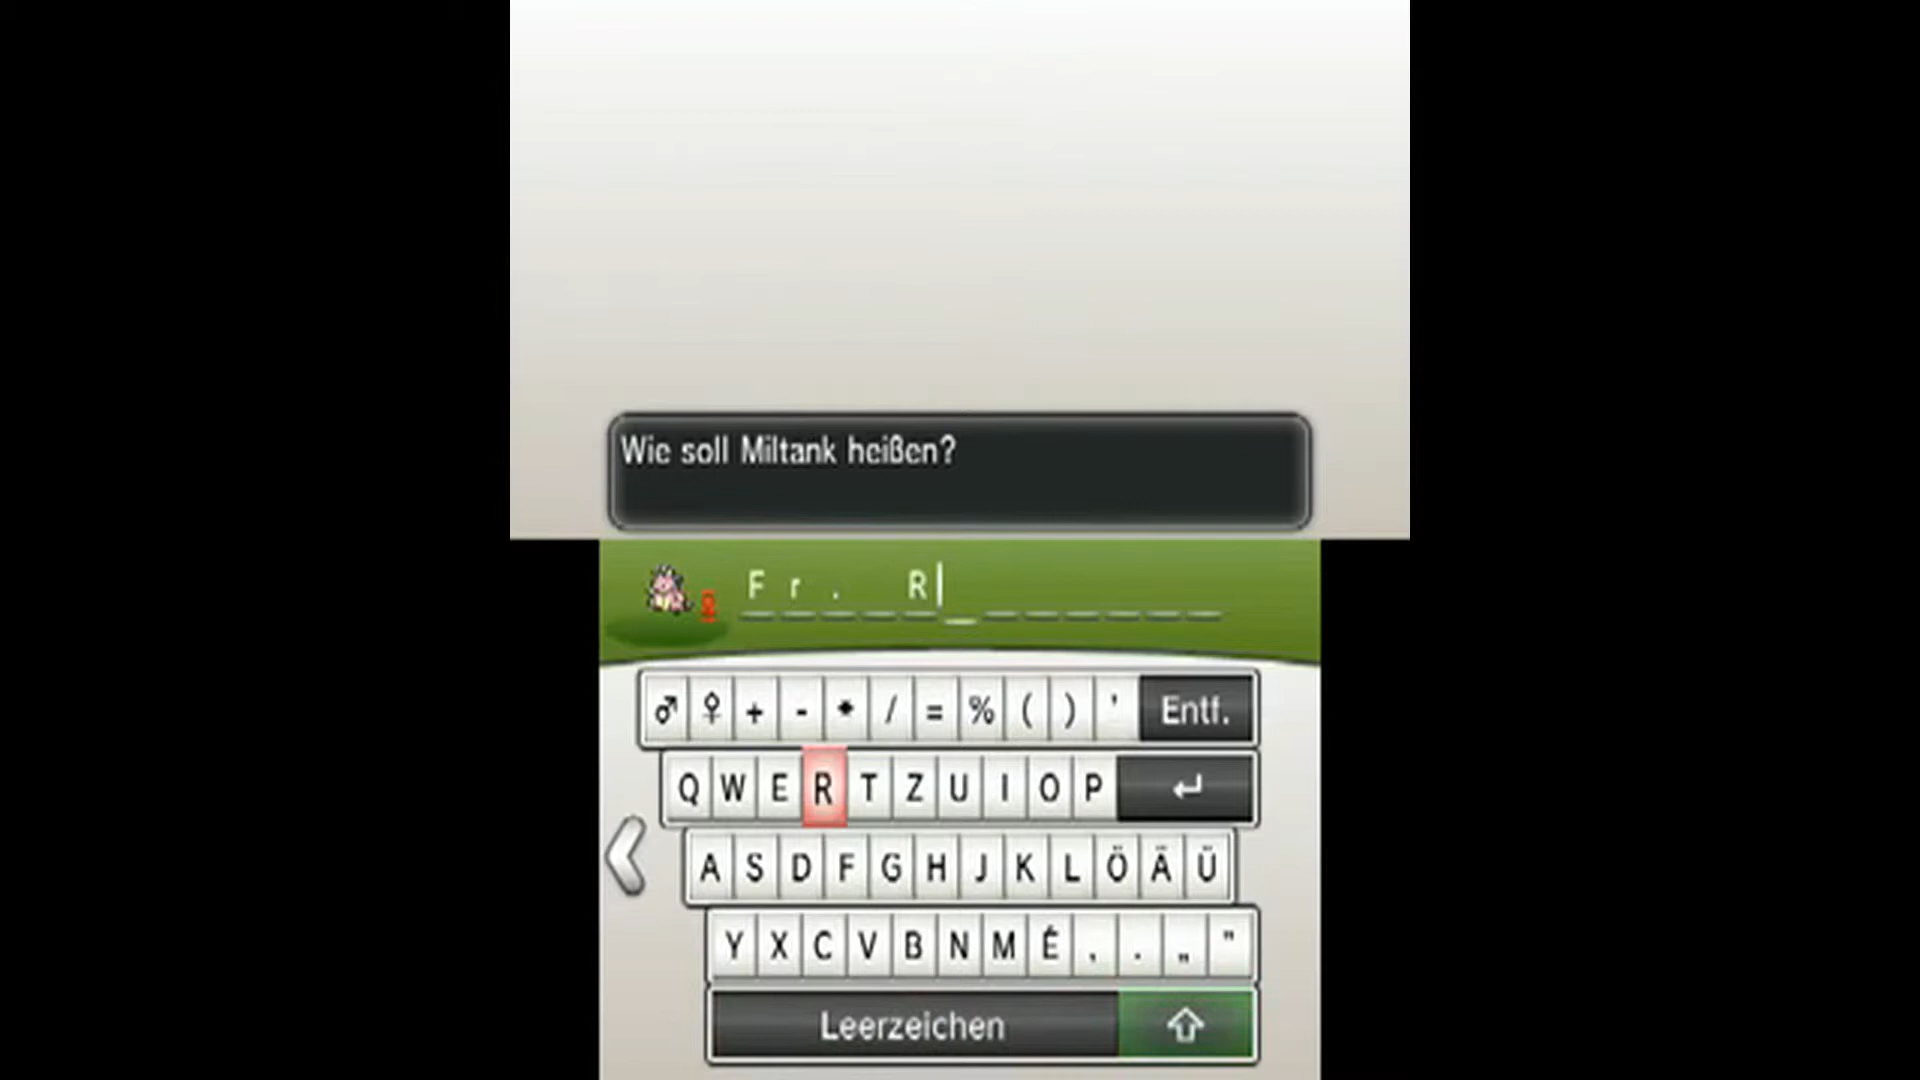 Wie soll Miltank heißen?
Fr. R
♂ ♀ + - * / = % ( ) ' Entf.
Q W E R T Z U I O P ↵
A S D F G H J K L Ö Ä Ü
Y X C V B N M É , . „ "
Leerzeichen